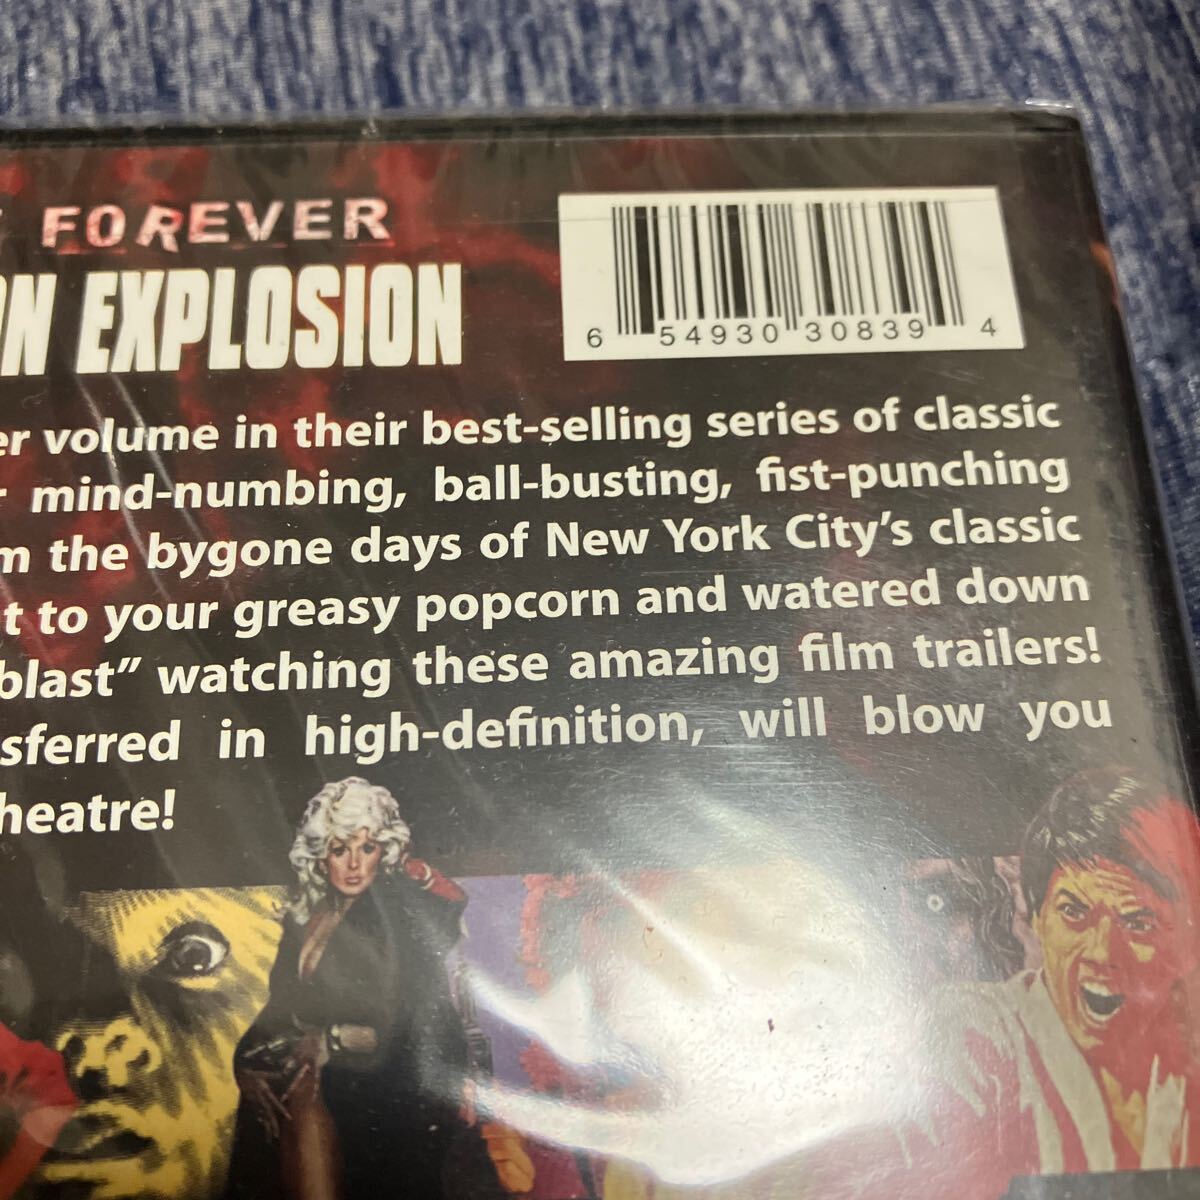 FOREVER
EXPLOSION
6 54930 30839 4
volume in their best-selling series of classic
mind-numbing, ball-busting, fist-punching
the bygone days of New York City's classic
to your greasy popcorn and watered down
blast" watching these amazing film trailers!
sferred in high-definition, will blow you
heatre!